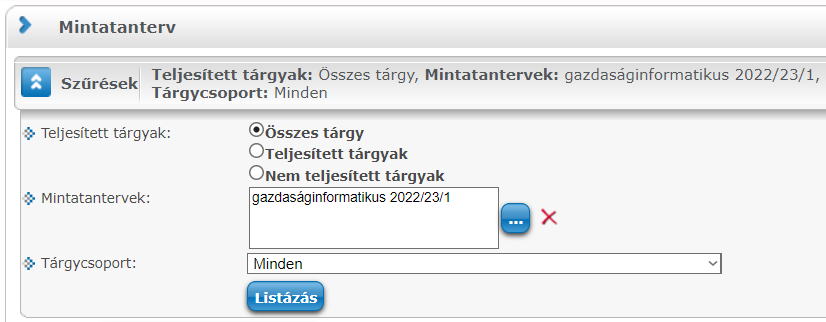 Mintatanterv
Szűrések
Teljesített tárgyak: Összes tárgy, Mintatantervek: gazdaságinformatikus 2022/23/1,
Tárgycsoport: Minden
Teljesített tárgyak:
Összes tárgy
Teljesített tárgyak
Nem teljesített tárgyak
Mintatantervek:
gazdaságinformatikus 2022/23/1
...
Tárgycsoport:
Minden
Listázás